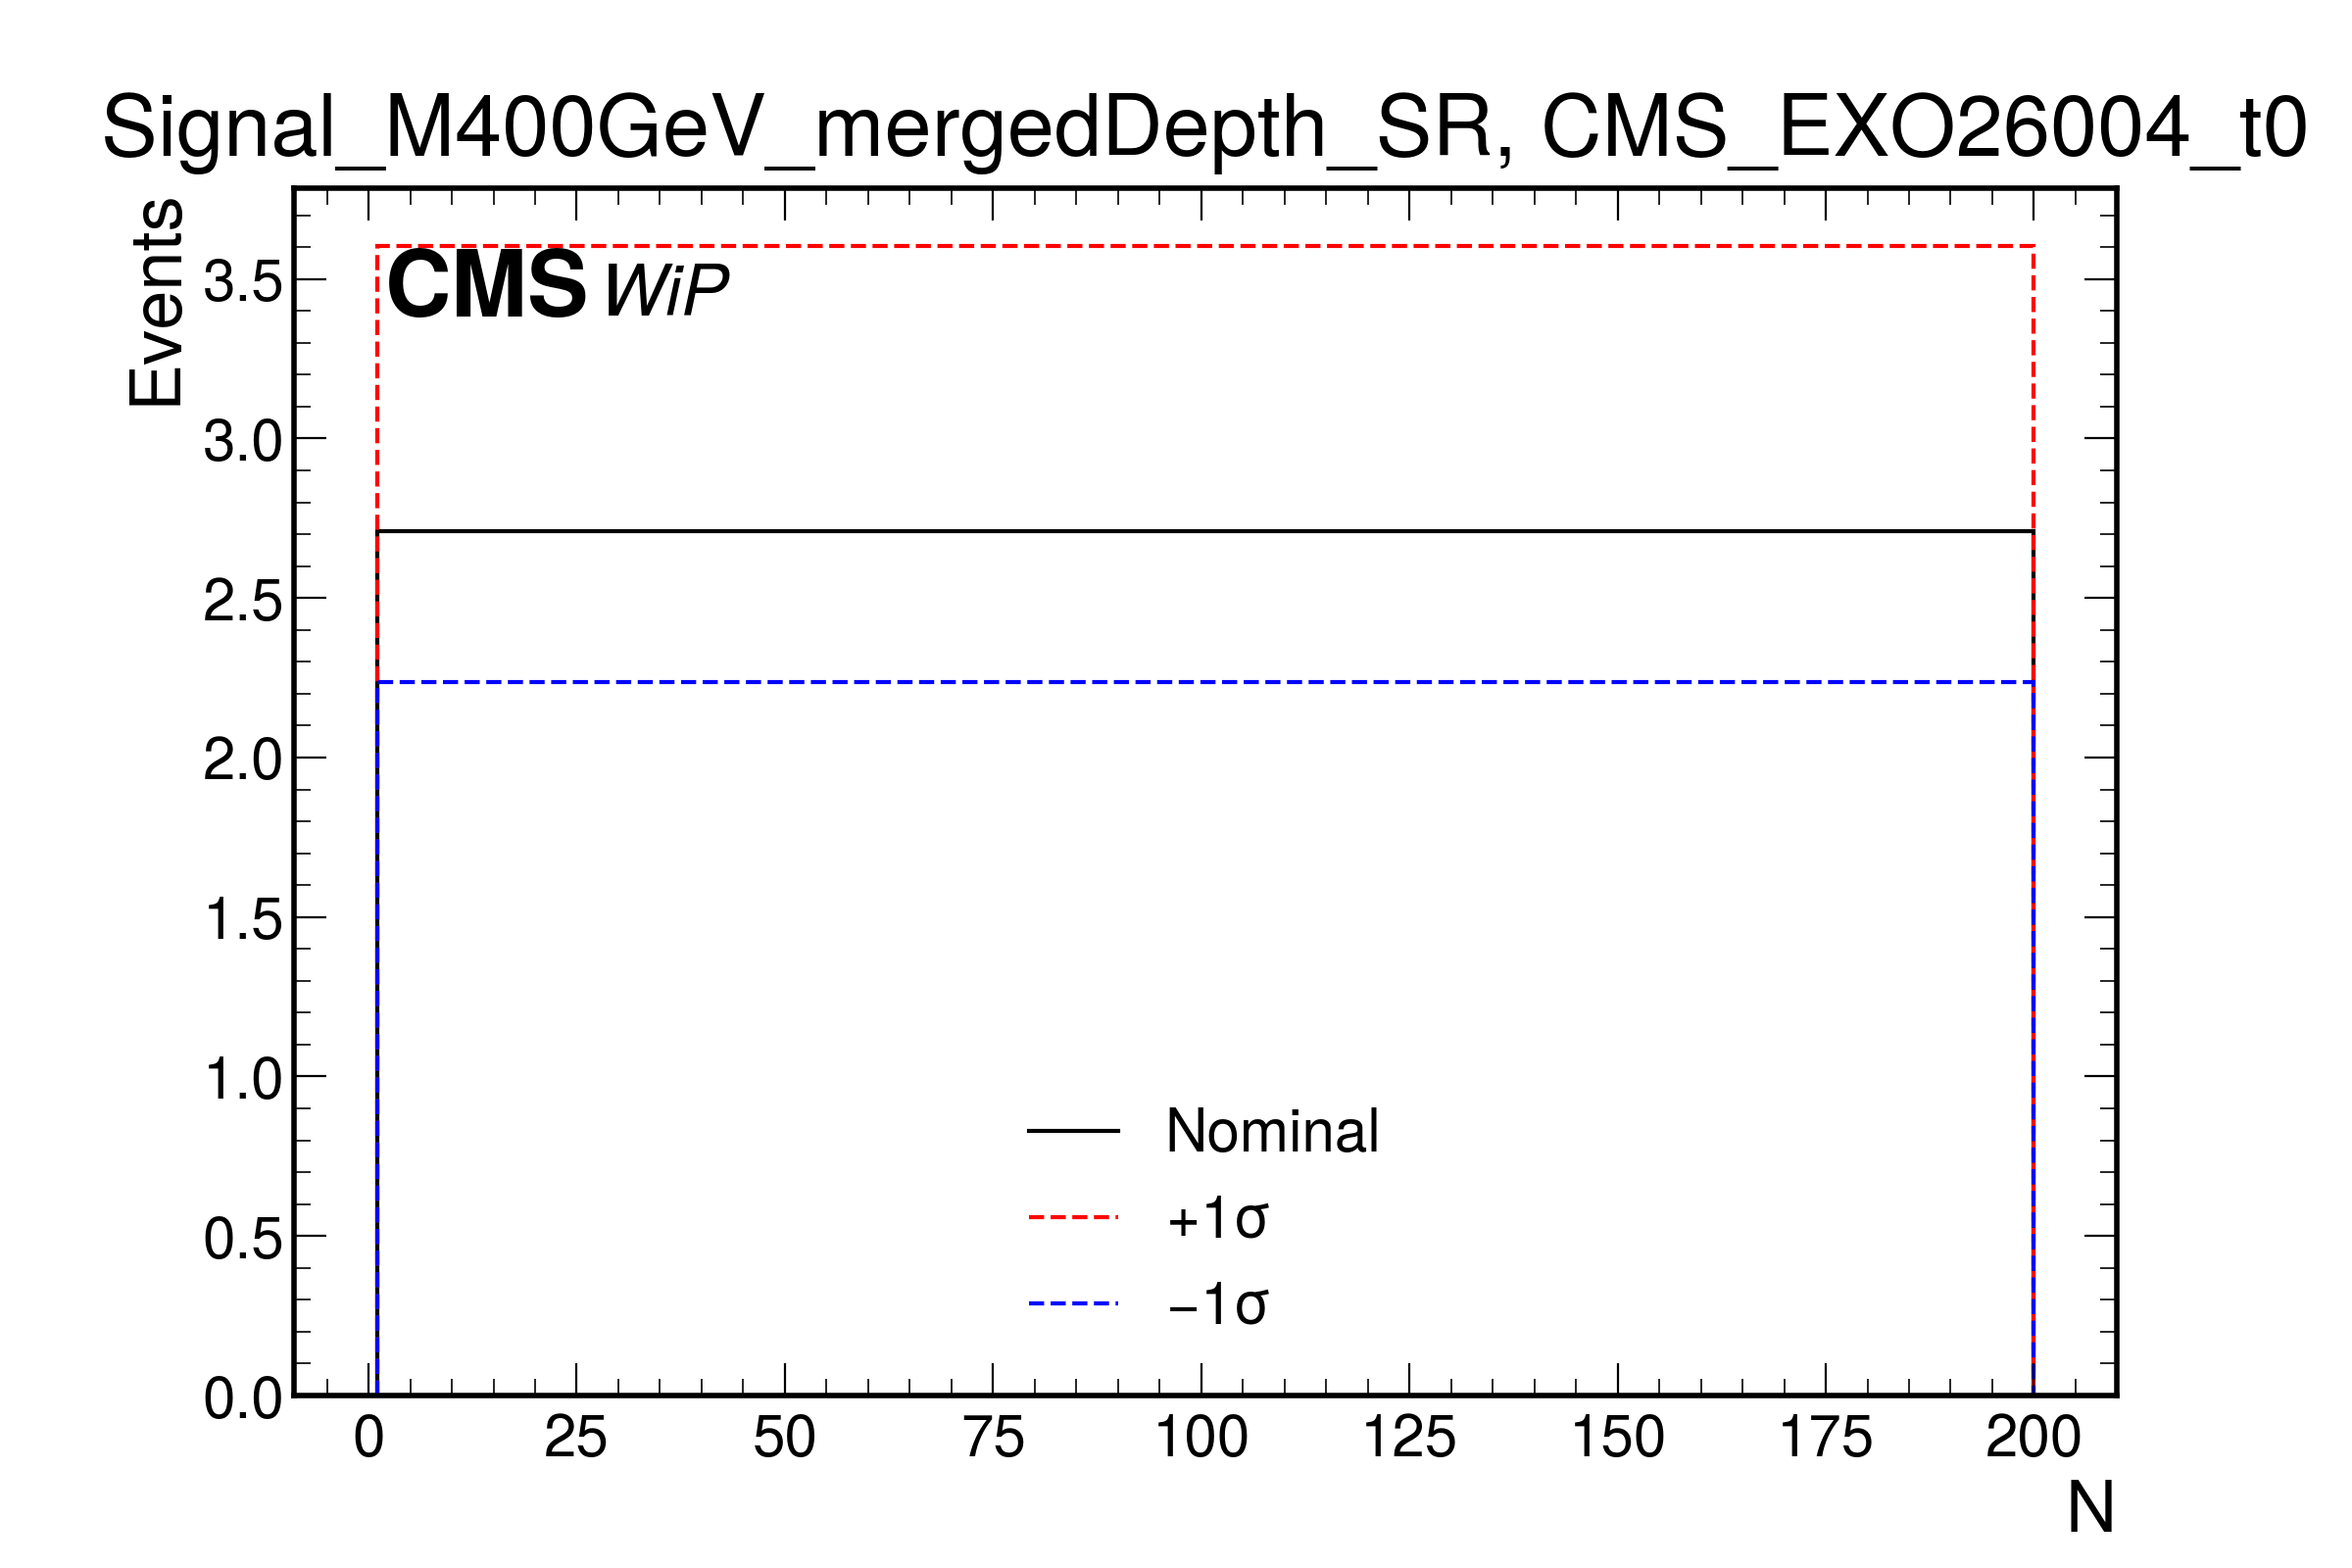 Signal_M400GeV_mergedDepth_SR, CMS_EXO26004_t0
Events
CMS WiP
3.5
3.0
2.5
2.0
1.5
1.0
0.5
0.0
Nominal
+1σ
−1σ
0 25 50 75 100 125 150 175 200
N